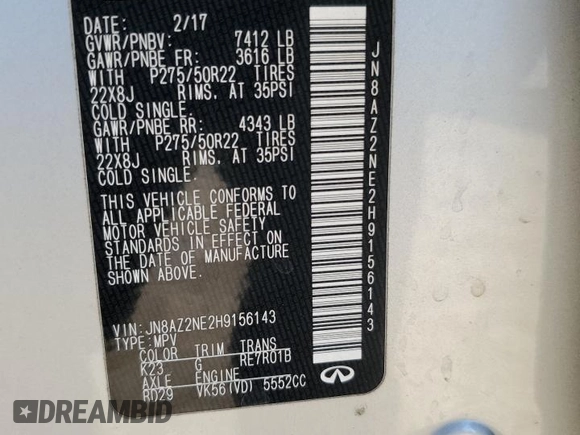 DATE: 2/17
GVWR/PNBV: 7412 LB
GAWR/PNBE FR: 3616 LB
WITH P275/50R22 TIRES
22X8J RIMS. AT 35PSI
COLD SINGLE.
GAWR/PNBE RR: 4343 LB
WITH P275/50R22 TIRES
22X8J RIMS. AT 35PSI
COLD SINGLE.
THIS VEHICLE CONFORMS TO
ALL APPLICABLE FEDERAL
MOTOR VEHICLE SAFETY
STANDARDS IN EFFECT ON
THE DATE OF MANUFACTURE
SHOWN ABOVE.
VIN: JN8AZ2NE2H9156143
TYPE: MPV
COLOR TRIM TRANS
K23 G RE7R01B
AXLE ENGINE
RD29 VK56(VD) 5552CC
JN8AZ2NE2H9156143
DREAMBID